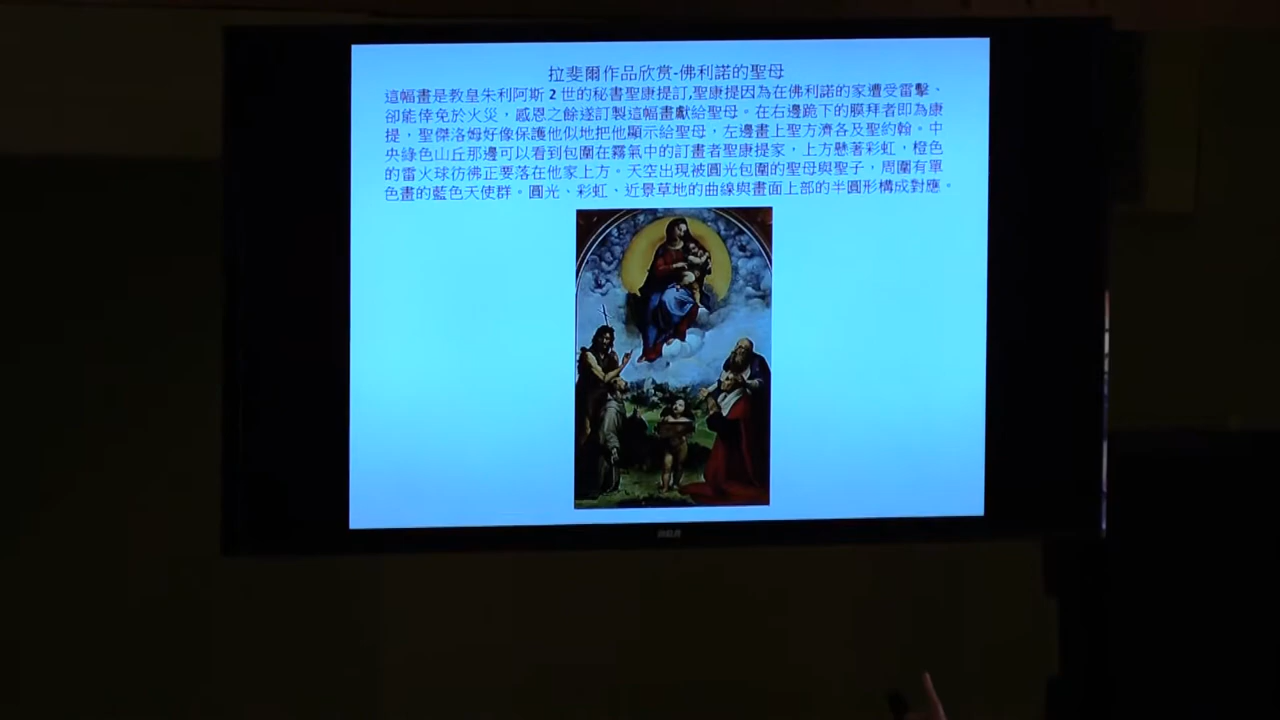 拉斐爾作品欣賞-佛利諾的聖母
這幅畫是教皇朱利阿斯 2 世的秘書聖康提訂,聖康提因為在佛利諾的家遭受雷擊、
卻能倖免於火災，感恩之餘遂訂製這幅畫獻給聖母。在右邊跪下的膜拜者即為康
提，聖傑洛姆好像保護他似地把他顯示給聖母，左邊畫上聖方濟各及聖約翰。中
央綠色山丘那邊可以看到包圍在霧氣中的訂畫者聖康提家，上方懸著彩虹，橙色
的雷火球彷彿正要落在他家上方。天空出現被圓光包圍的聖母與聖子，周圍有單
色畫的藍色天使群。圓光、彩虹、近景草地的曲線與畫面上部的半圓形構成對應。